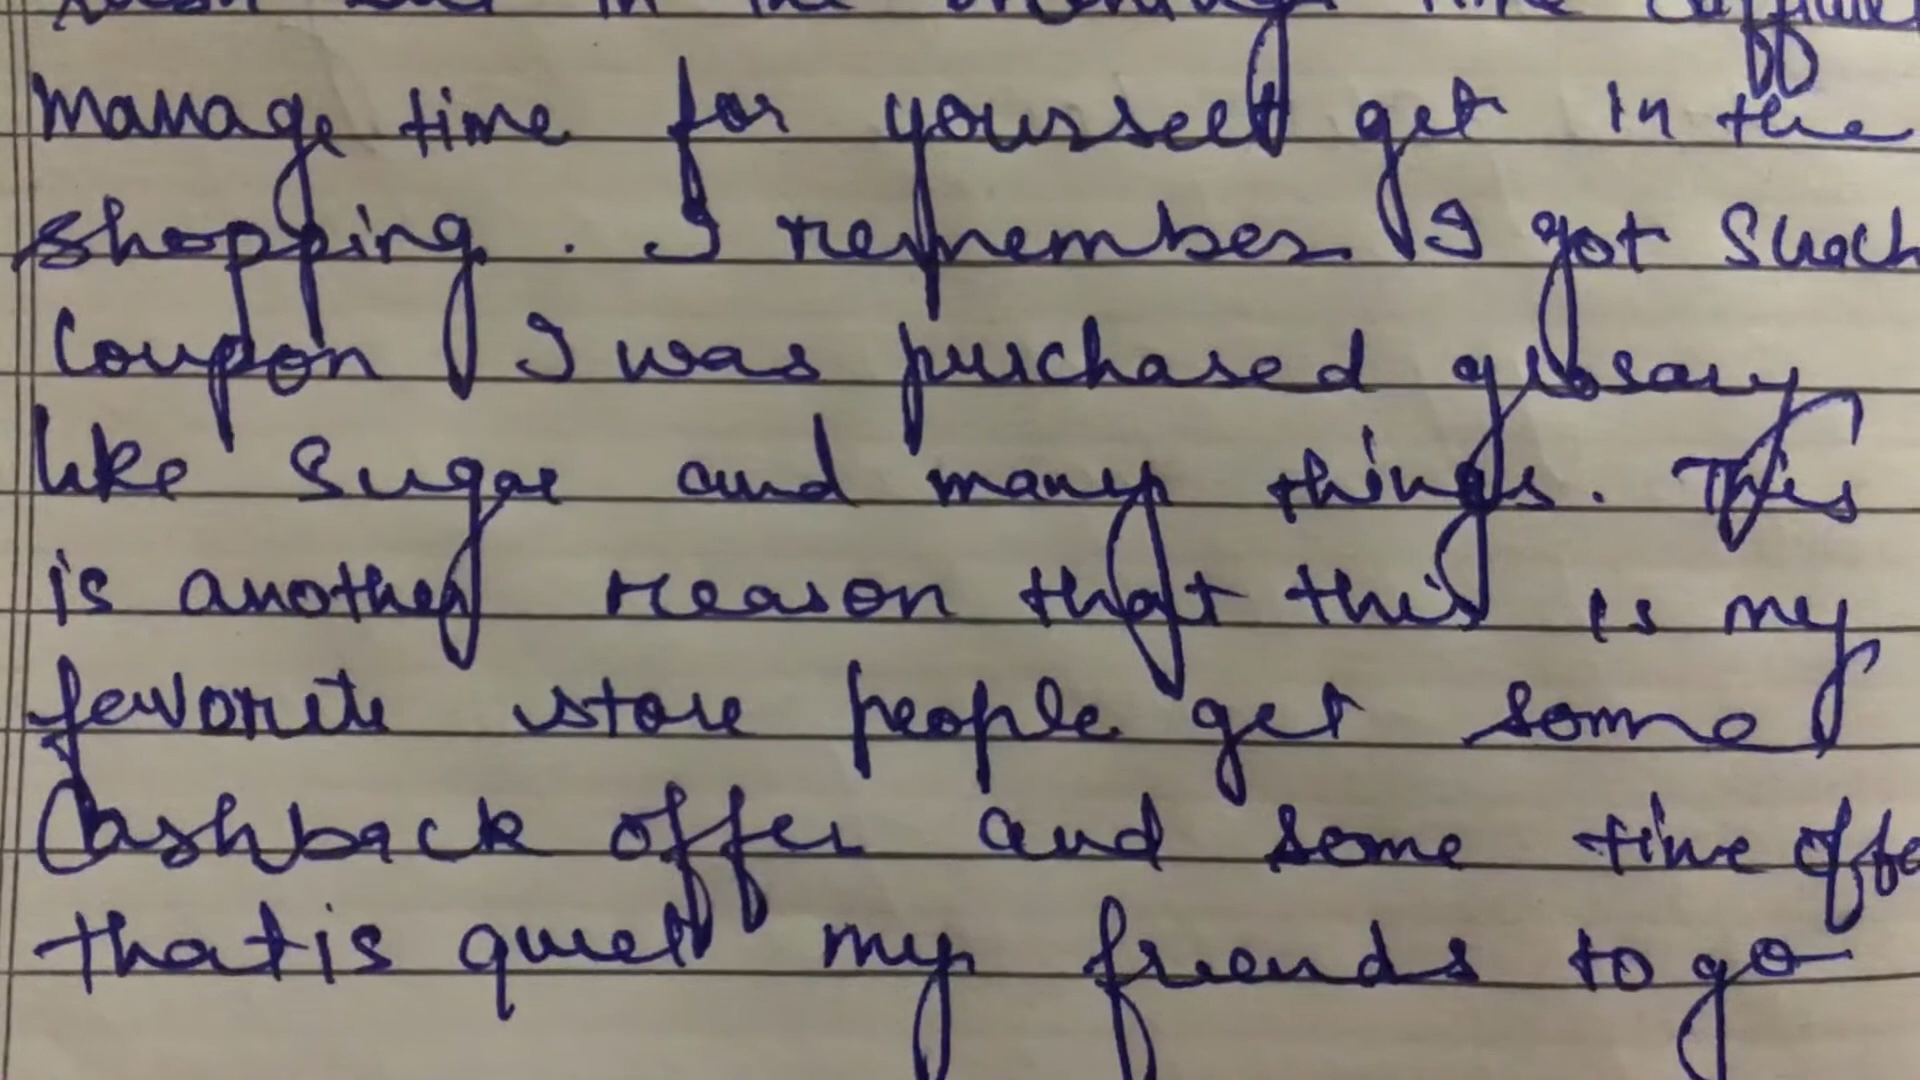 in the
manage time for yourself get in the
shopping. I remember I got such
Coupon I was purchased grosary
like sugar and many things. This
is another reason that this is my
favorite store people get some
Cashback offer and some time offe
that is quiet my friends to go